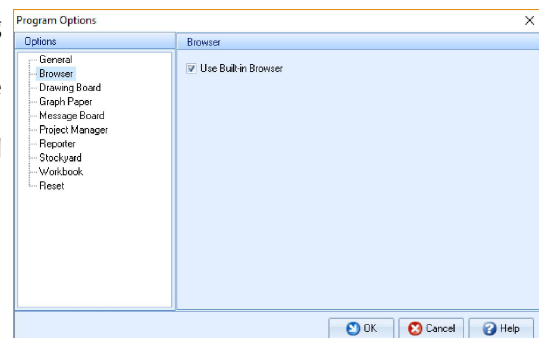 Program Options
Options
Browser
General
Browser
Drawing Board
Graph Paper
Message Board
Project Manager
Reporter
Stockyard
Workbook
Reset
Use Built-in Browser
OK
Cancel
Help